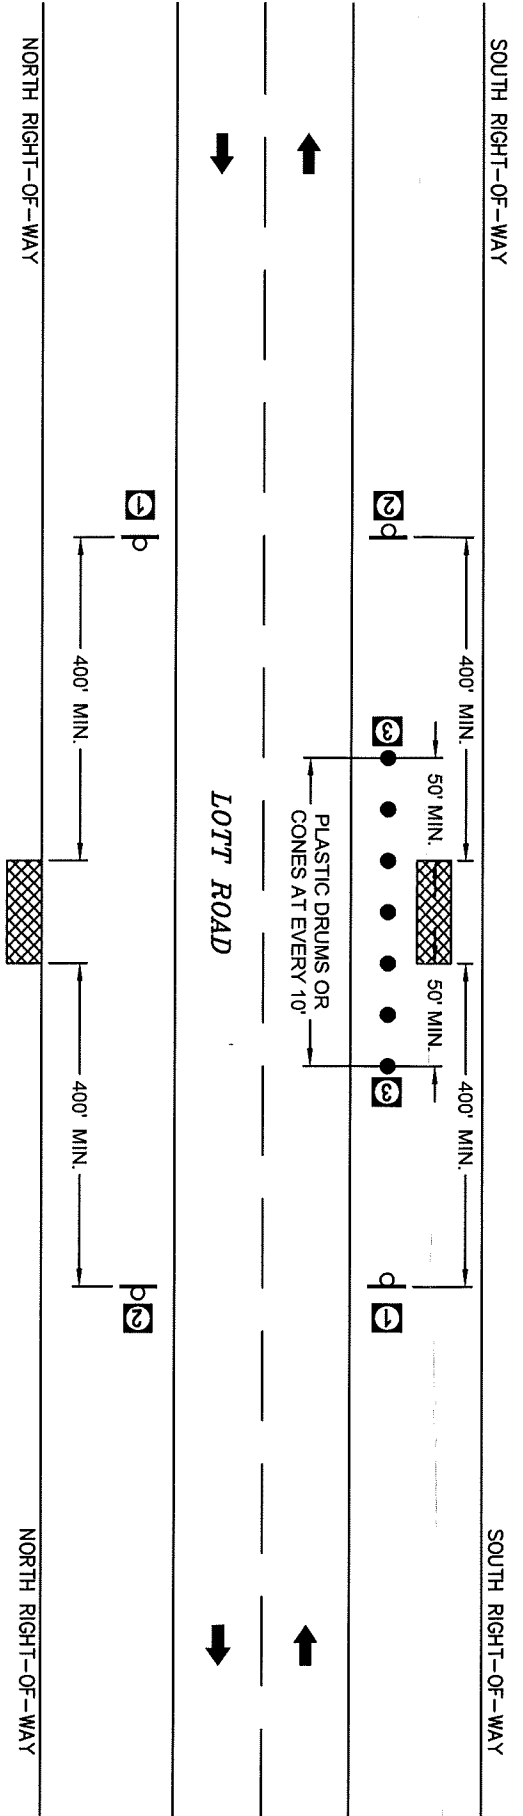 SOUTH RIGHT-OF-WAY
SOUTH RIGHT-OF-WAY
400' MIN.
400' MIN.
50' MIN.
50' MIN.
2
3
3
1
PLASTIC DRUMS OR
CONES AT EVERY 10'
LOTT ROAD
1
2
400' MIN.
400' MIN.
NORTH RIGHT-OF-WAY
NORTH RIGHT-OF-WAY